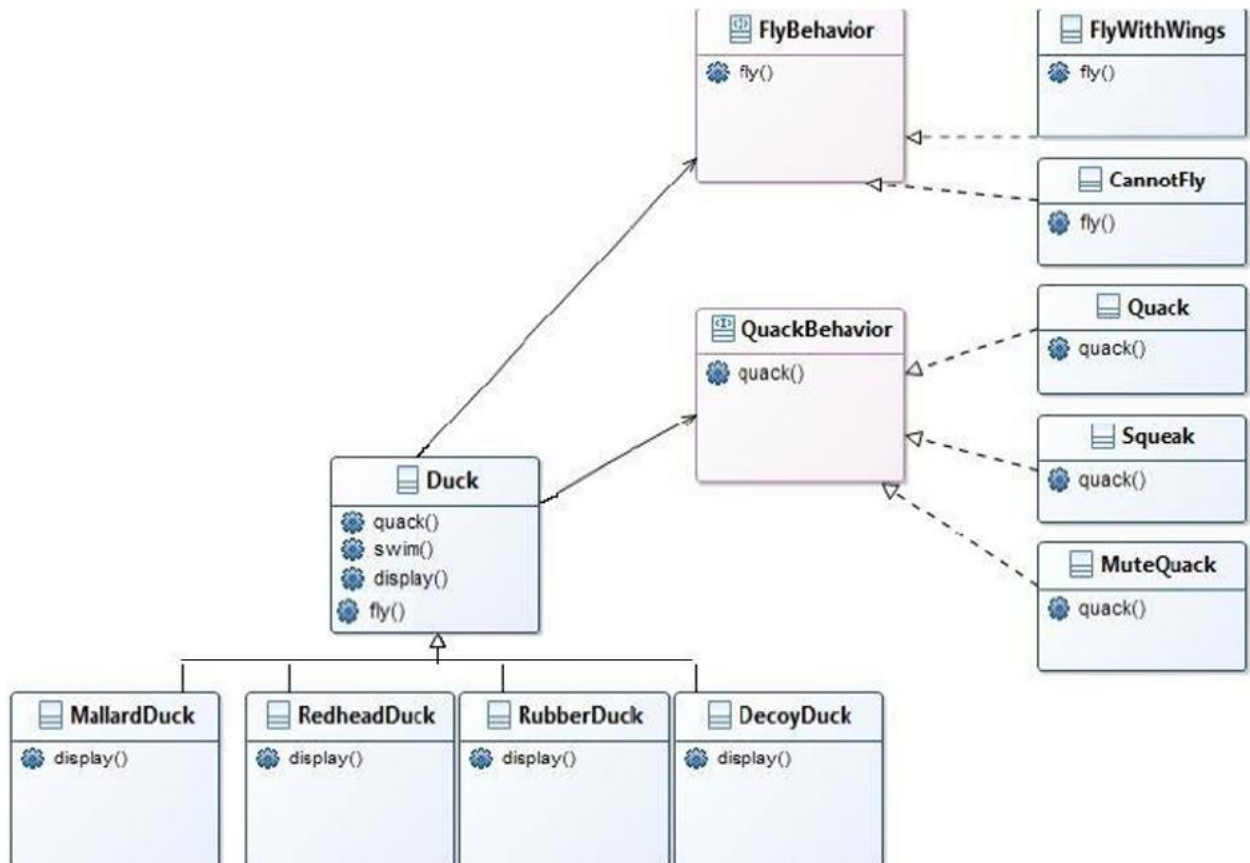 FlyBehavior
fly()
FlyWithWings
fly()
CannotFly
fly()
QuackBehavior
quack()
Quack
quack()
Squeak
quack()
MuteQuack
quack()
Duck
quack()
swim()
display()
fly()
MallardDuck
display()
RedheadDuck
display()
RubberDuck
display()
DecoyDuck
display()